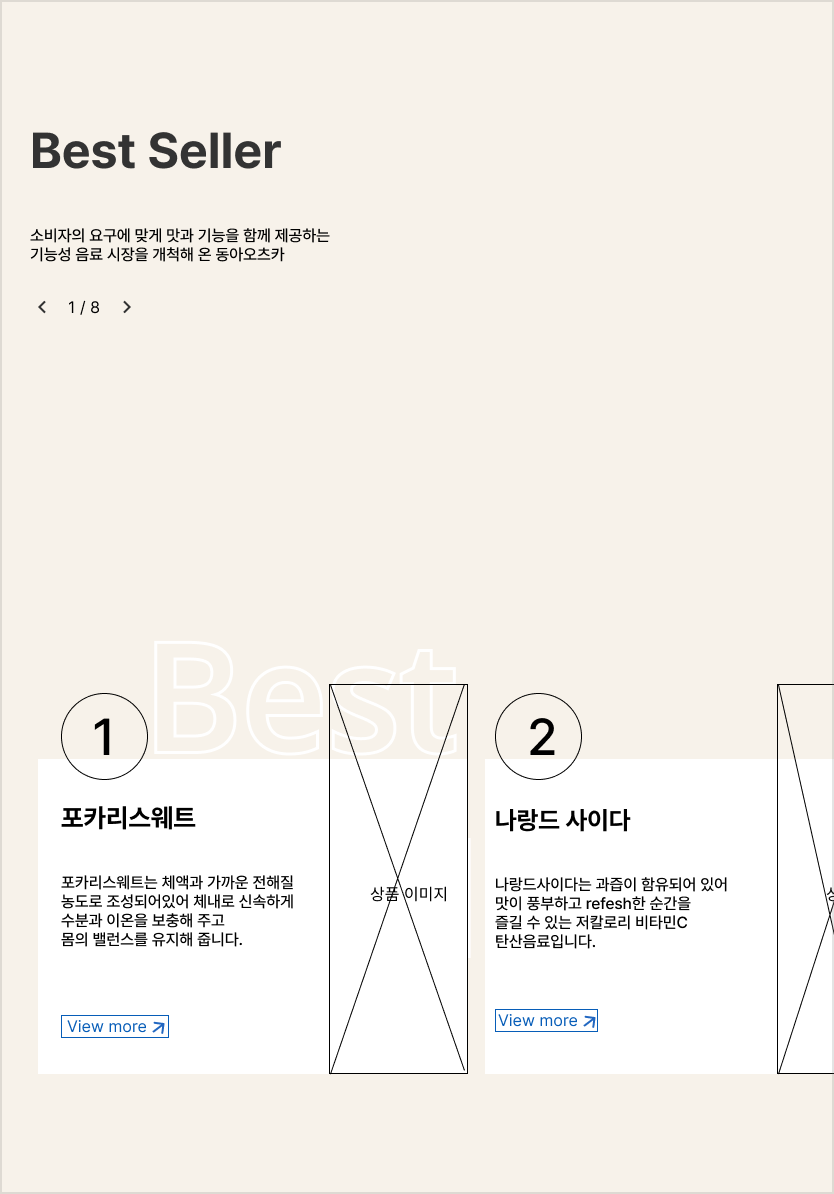 Best Seller
소비자의 요구에 맞게 맛과 기능을 함께 제공하는
기능성 음료 시장을 개척해 온 동아오츠카
1 / 8
Best
1
포카리스웨트
포카리스웨트는 체액과 가까운 전해질
농도로 조성되어있어 체내로 신속하게
수분과 이온을 보충해 주고
몸의 밸런스를 유지해 줍니다.
View more
상품 이미지
2
나랑드 사이다
나랑드사이다는 과즙이 함유되어 있어
맛이 풍부하고 refesh한 순간을
즐길 수 있는 저칼로리 비타민C
탄산음료입니다.
View more